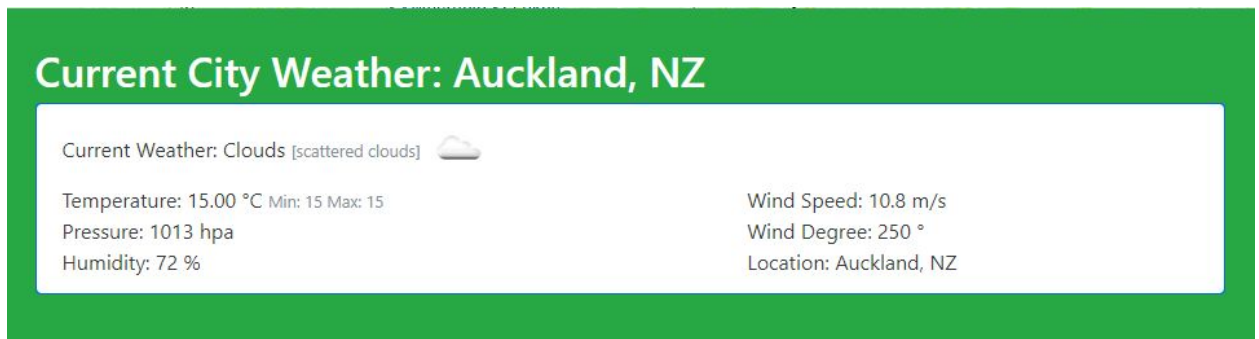 Current City Weather: Auckland, NZ
Current Weather: Clouds [scattered clouds]
Temperature: 15.00 °C Min: 15 Max: 15
Pressure: 1013 hpa
Humidity: 72 %
Wind Speed: 10.8 m/s
Wind Degree: 250 °
Location: Auckland, NZ